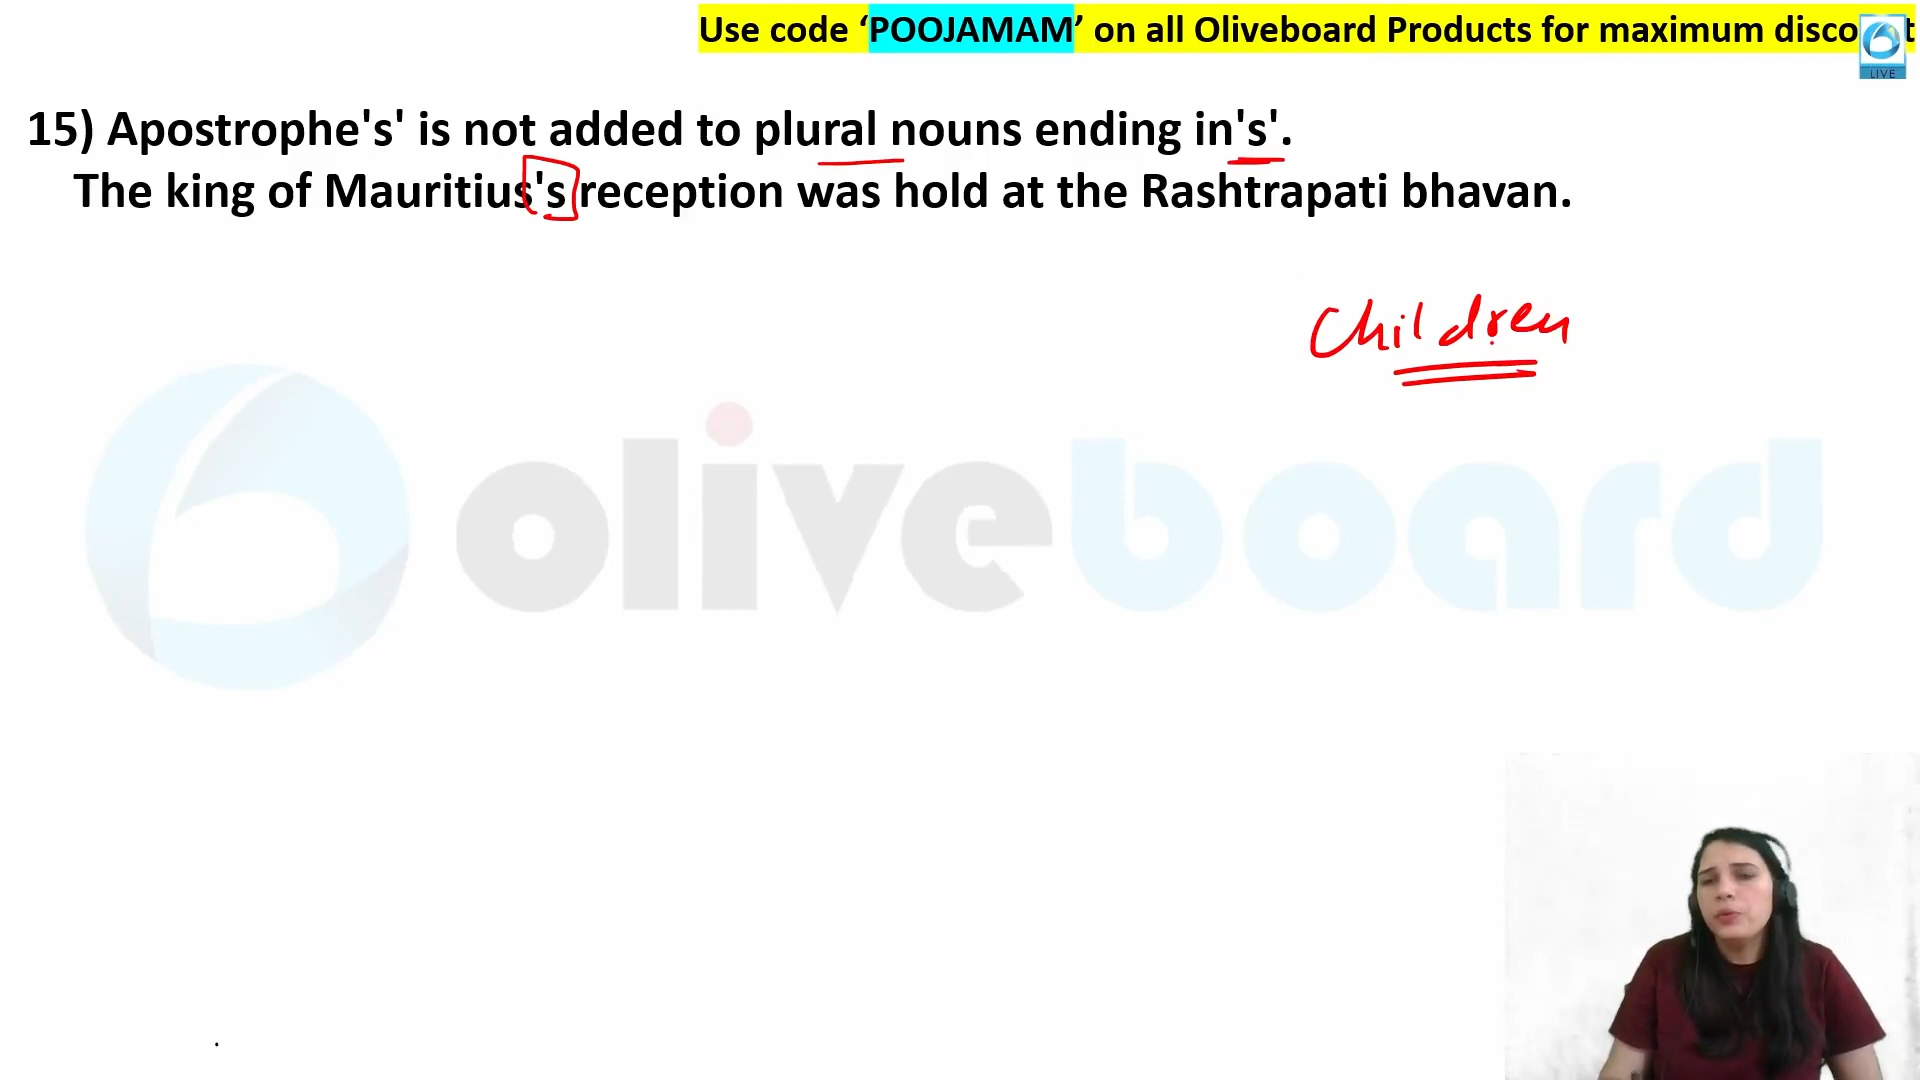 Use code ‘POOJAMAM’ on all Oliveboard Products for maximum
LIVE
15) Apostrophe's' is not added to plural nouns ending in's'.
The king of Mauritius's reception was hold at the Rashtrapati bhavan.
Children
oliveboard